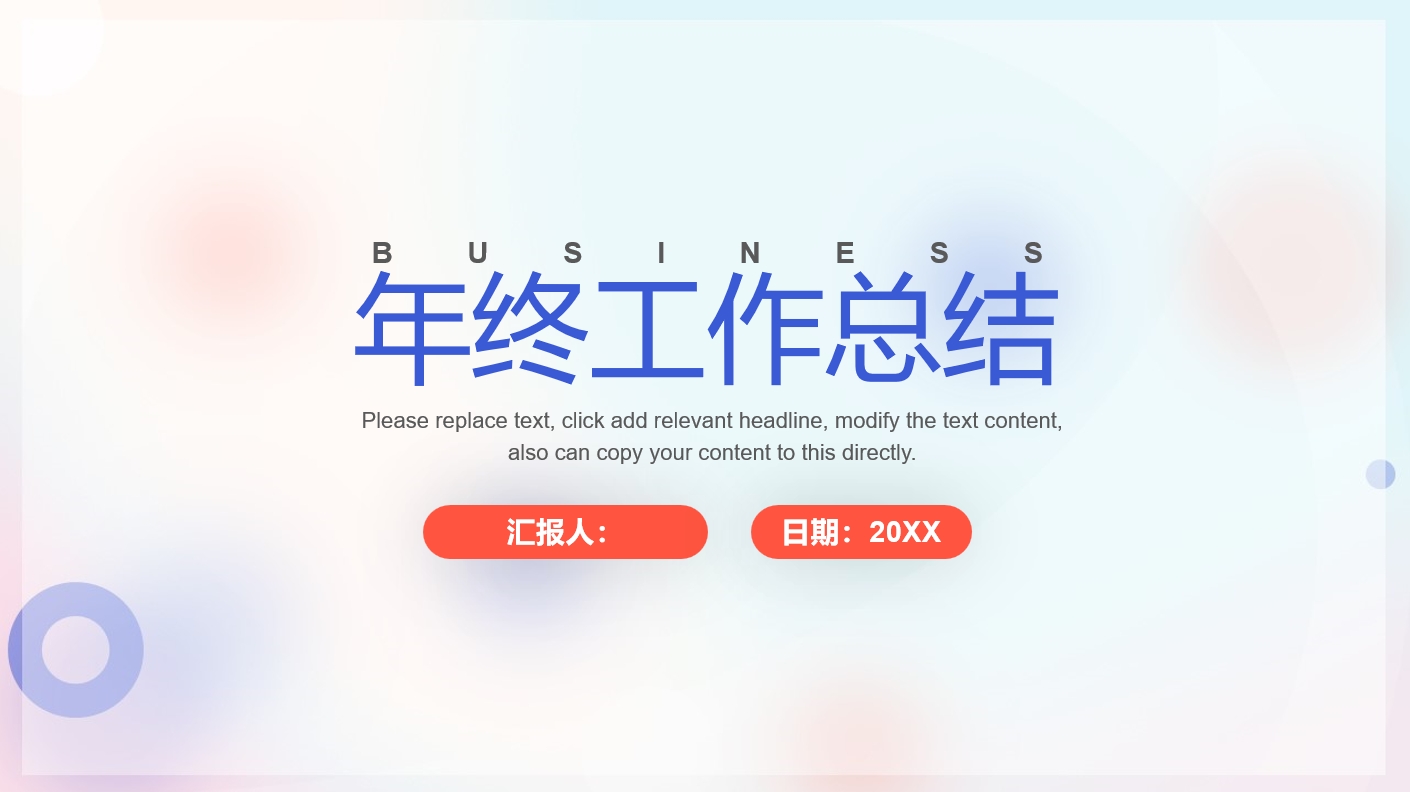 BUSINESS
年终工作总结
Please replace text, click add relevant headline, modify the text content,
also can copy your content to this directly.
汇报人：
日期：20XX